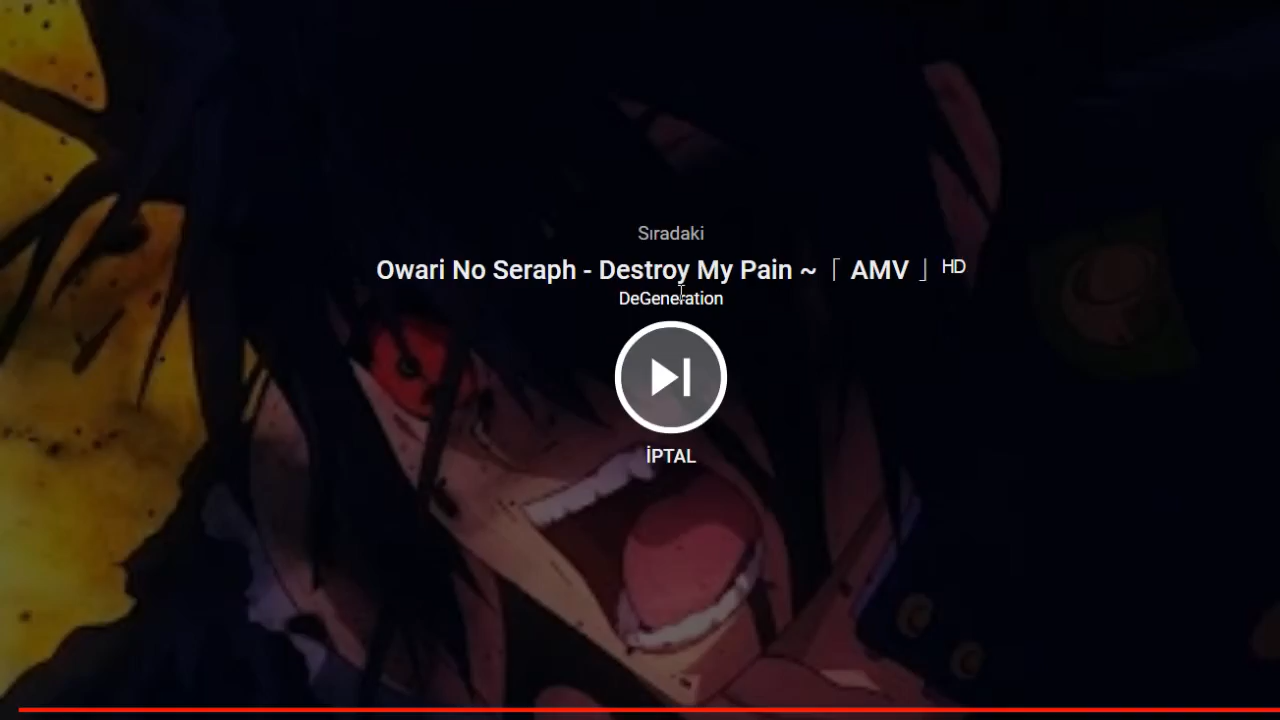 Sıradaki
Owari No Seraph - Destroy My Pain ~「 AMV 」ᴴᴰ
DeGeneration
İPTAL